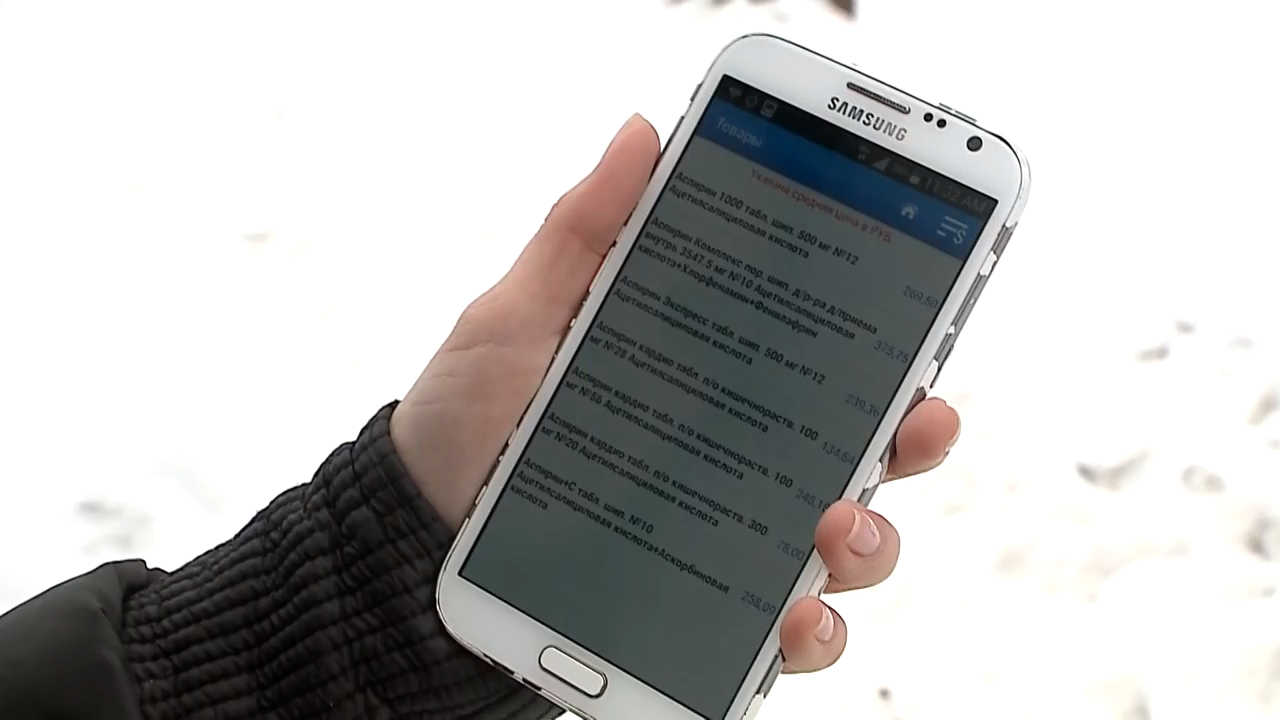 SAMSUNG
11:32 AM
Товары
Указана средняя цена в РУБ.
Аспирин 1000 табл. шип. 500 мг №12
Ацетилсалициловая кислота
269,50
Аспирин Комплекс пор. шип. д/р-ра д/приема
внутрь 3547.5 мг №10 Ацетилсалициловая
кислота+Хлорфенамин+Фенилэфрин
375,75
Аспирин Экспресс табл. шип. 500 мг №12
Ацетилсалициловая кислота
239,36
Аспирин кардио табл. п/о кишечнораств. 100
мг №28 Ацетилсалициловая кислота
134,64
Аспирин кардио табл. п/о кишечнораств. 100
мг №56 Ацетилсалициловая кислота
Аспирин кардио табл. п/о кишечнораств. 300
мг №20 Ацетилсалициловая кислота
78,00
Аспирин+С табл. шип. №10
Ацетилсалициловая кислота+Аскорбиновая
кислота
258,09